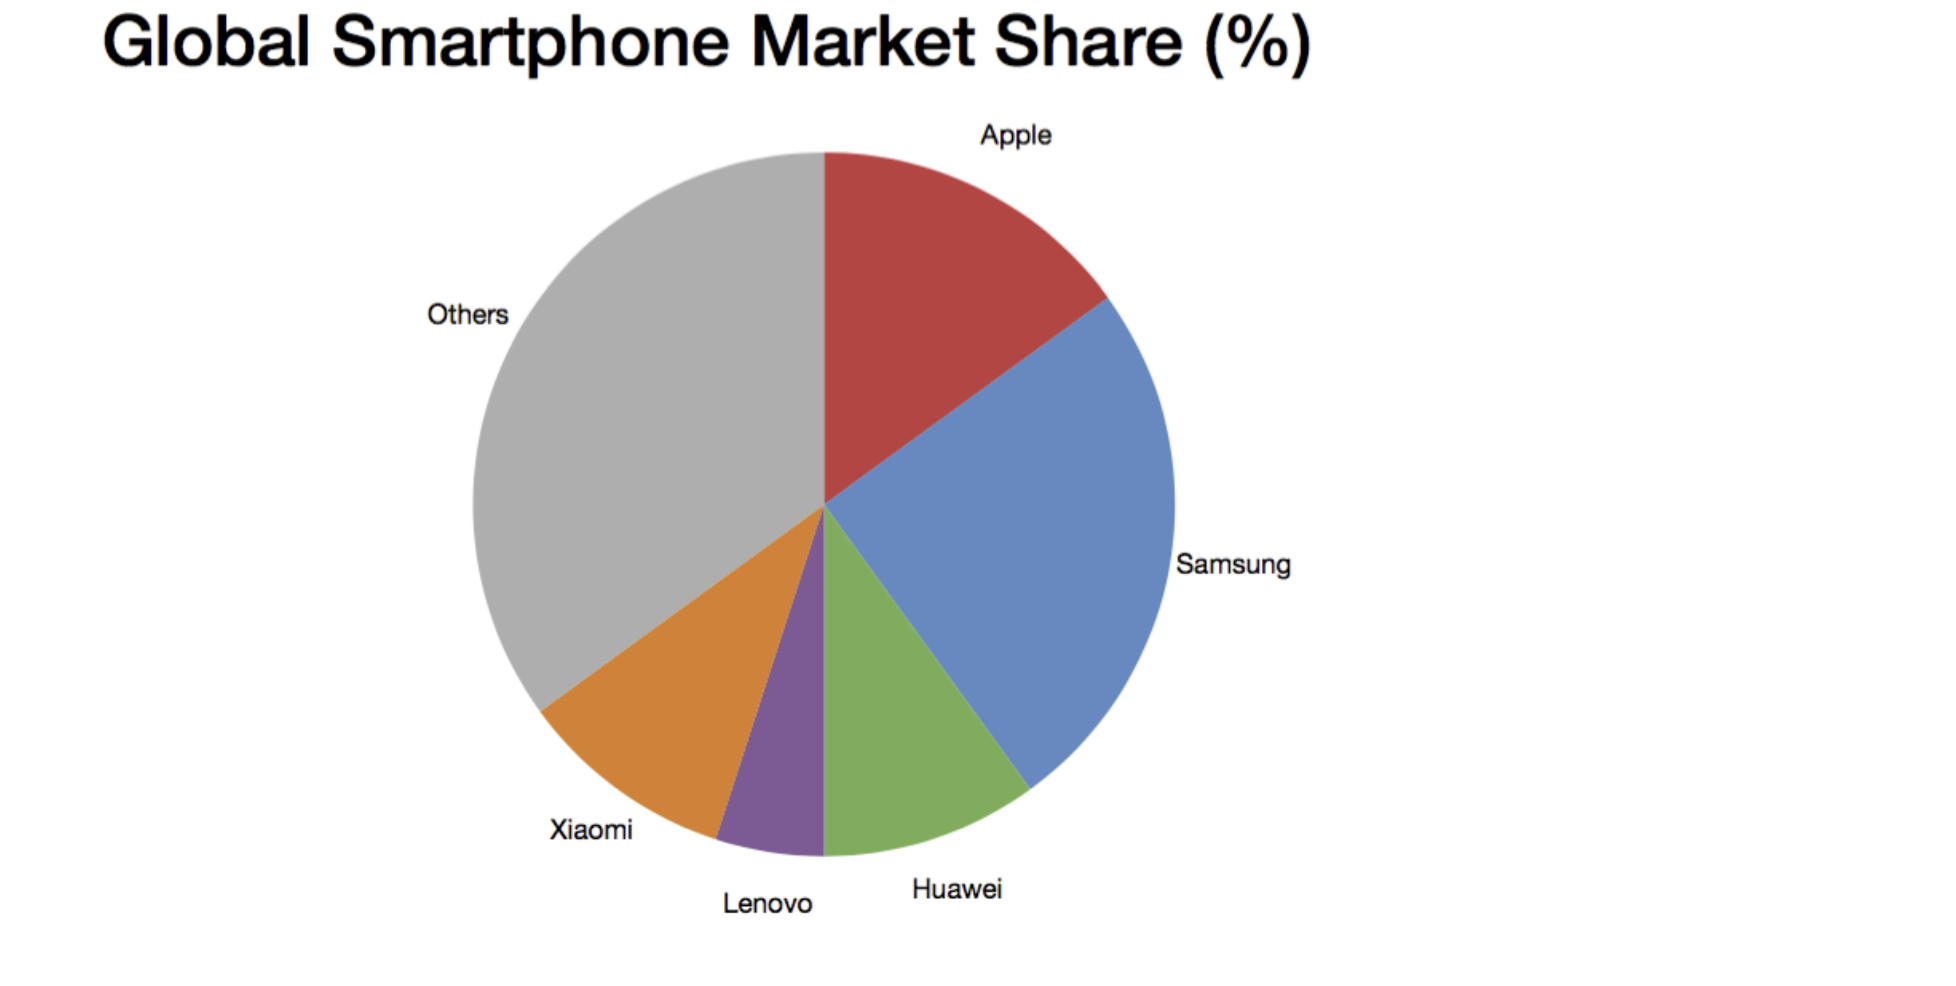 Global Smartphone Market Share (%)
Apple
Others
Samsung
Xiaomi
Huawei
Lenovo